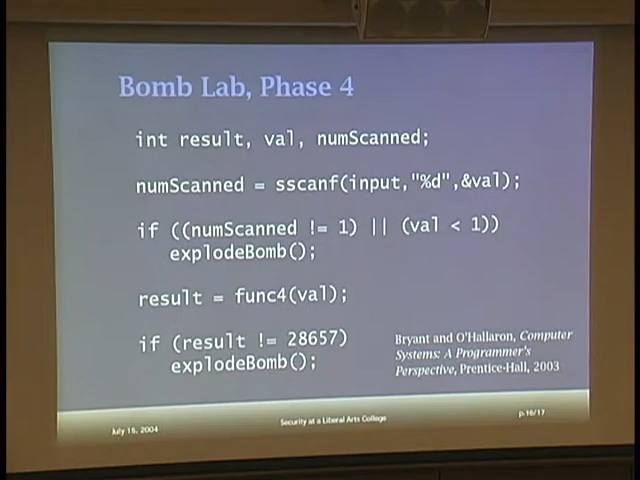 Bomb Lab, Phase 4
int result, val, numScanned;
numScanned = sscanf(input,"%d",&val);
if ((numScanned != 1) || (val < 1))
explodeBomb();
result = func4(val);
if (result != 28657)
explodeBomb();
Bryant and O'Hallaron, Computer
Systems: A Programmer's
Perspective, Prentice-Hall, 2003
July 15, 2004
Security at a Liberal Arts College
p.16/17